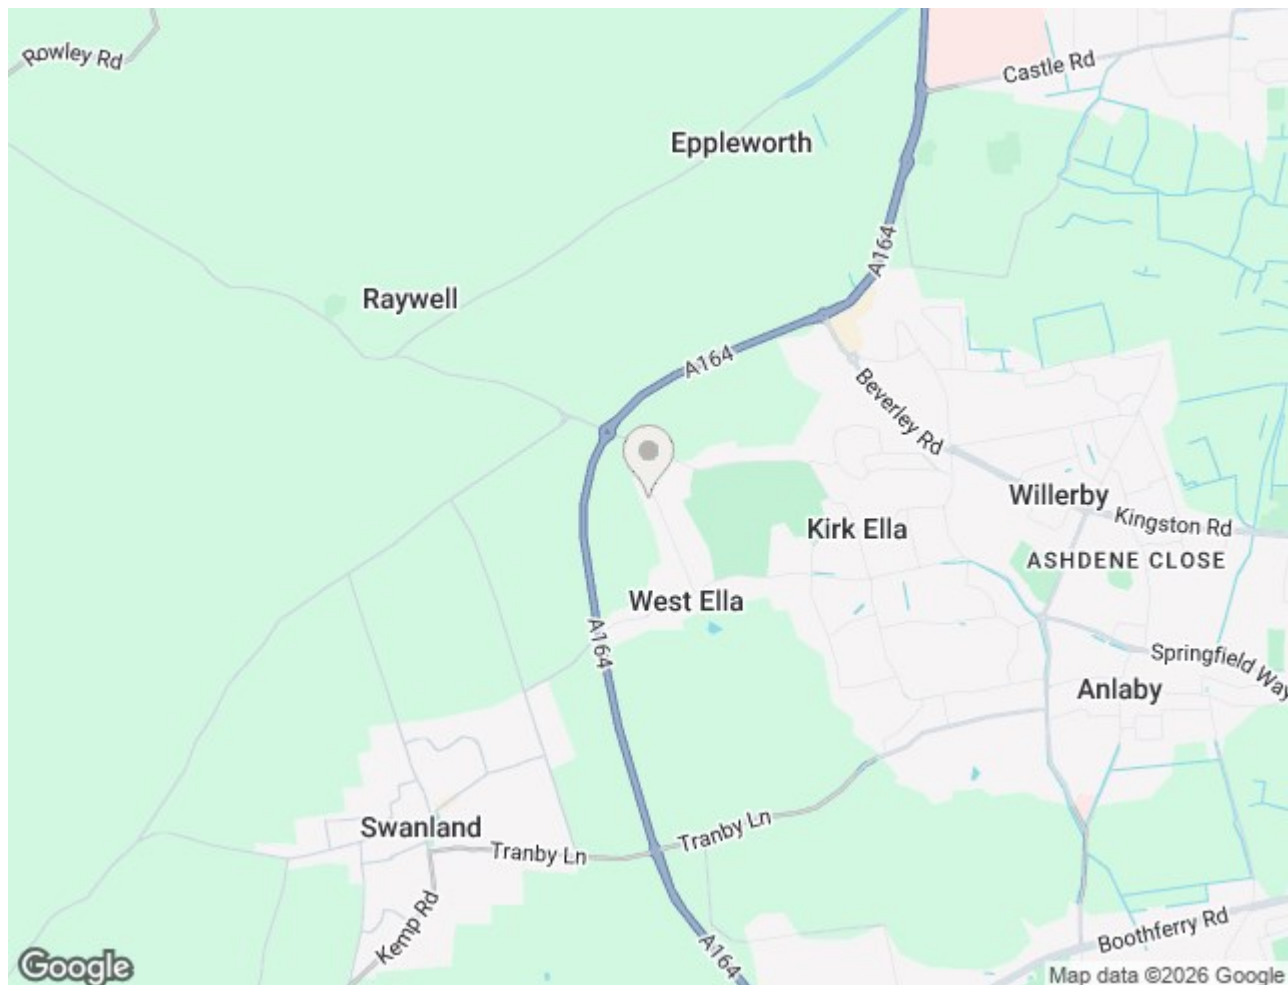 Rowley Rd
Castle Rd
Eppleworth
A164
Raywell
A164
Beverley Rd
Willerby
Kingston Rd
Kirk Ella
ASHDENE CLOSE
West Ella
A164
Springfield Way
Anlaby
Swanland
Tranby Ln
Tranby Ln
Kemp Rd
Boothferry Rd
A164
Google
Map data ©2026 Google